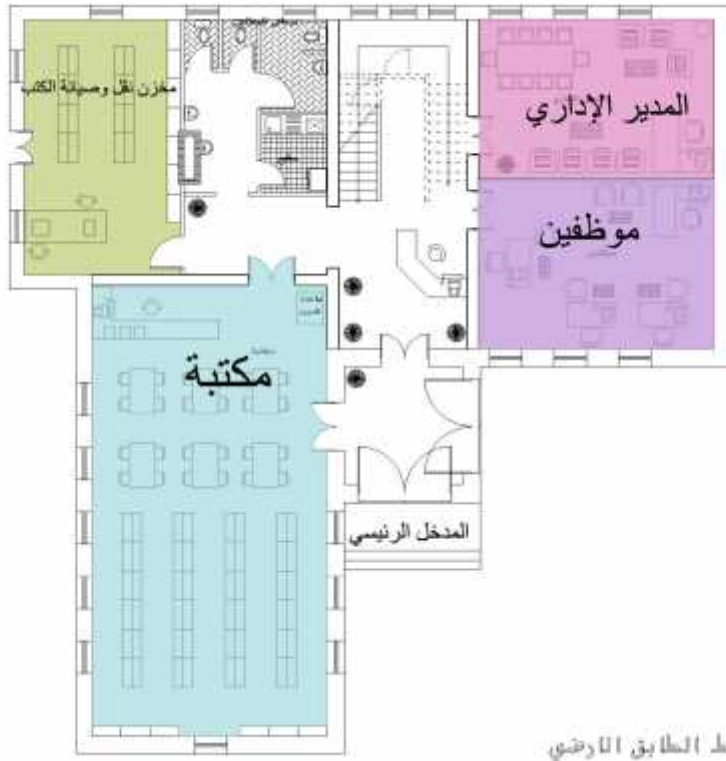 مخزن نقل وصيانة الكتب
المدير الإداري
موظفين
مكتبة
المدخل الرئيسي
الطابق الارضي